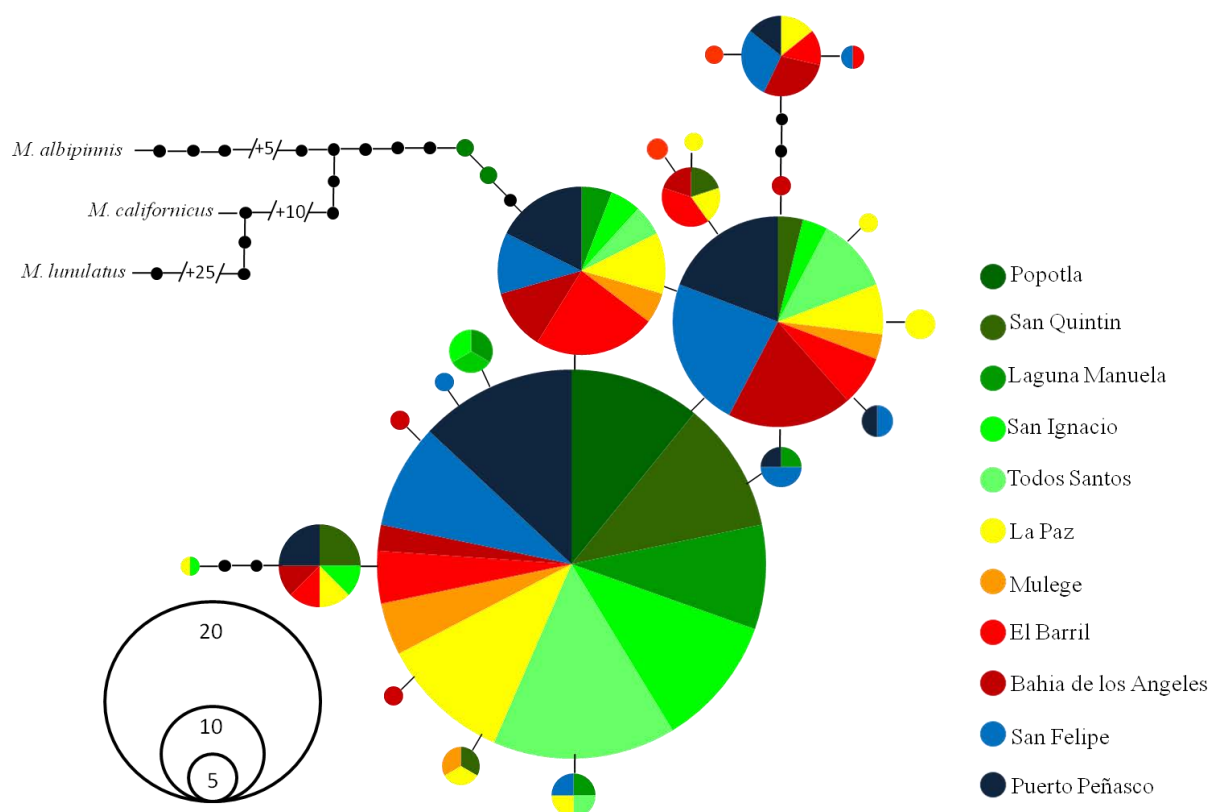 M. albipinnis
/+5/
M. californicus
/+10/
M. lunulatus
/+25/
Popotla
San Quintin
Laguna Manuela
San Ignacio
Todos Santos
La Paz
Mulege
El Barril
Bahia de los Angeles
San Felipe
Puerto Peñasco
20
10
5